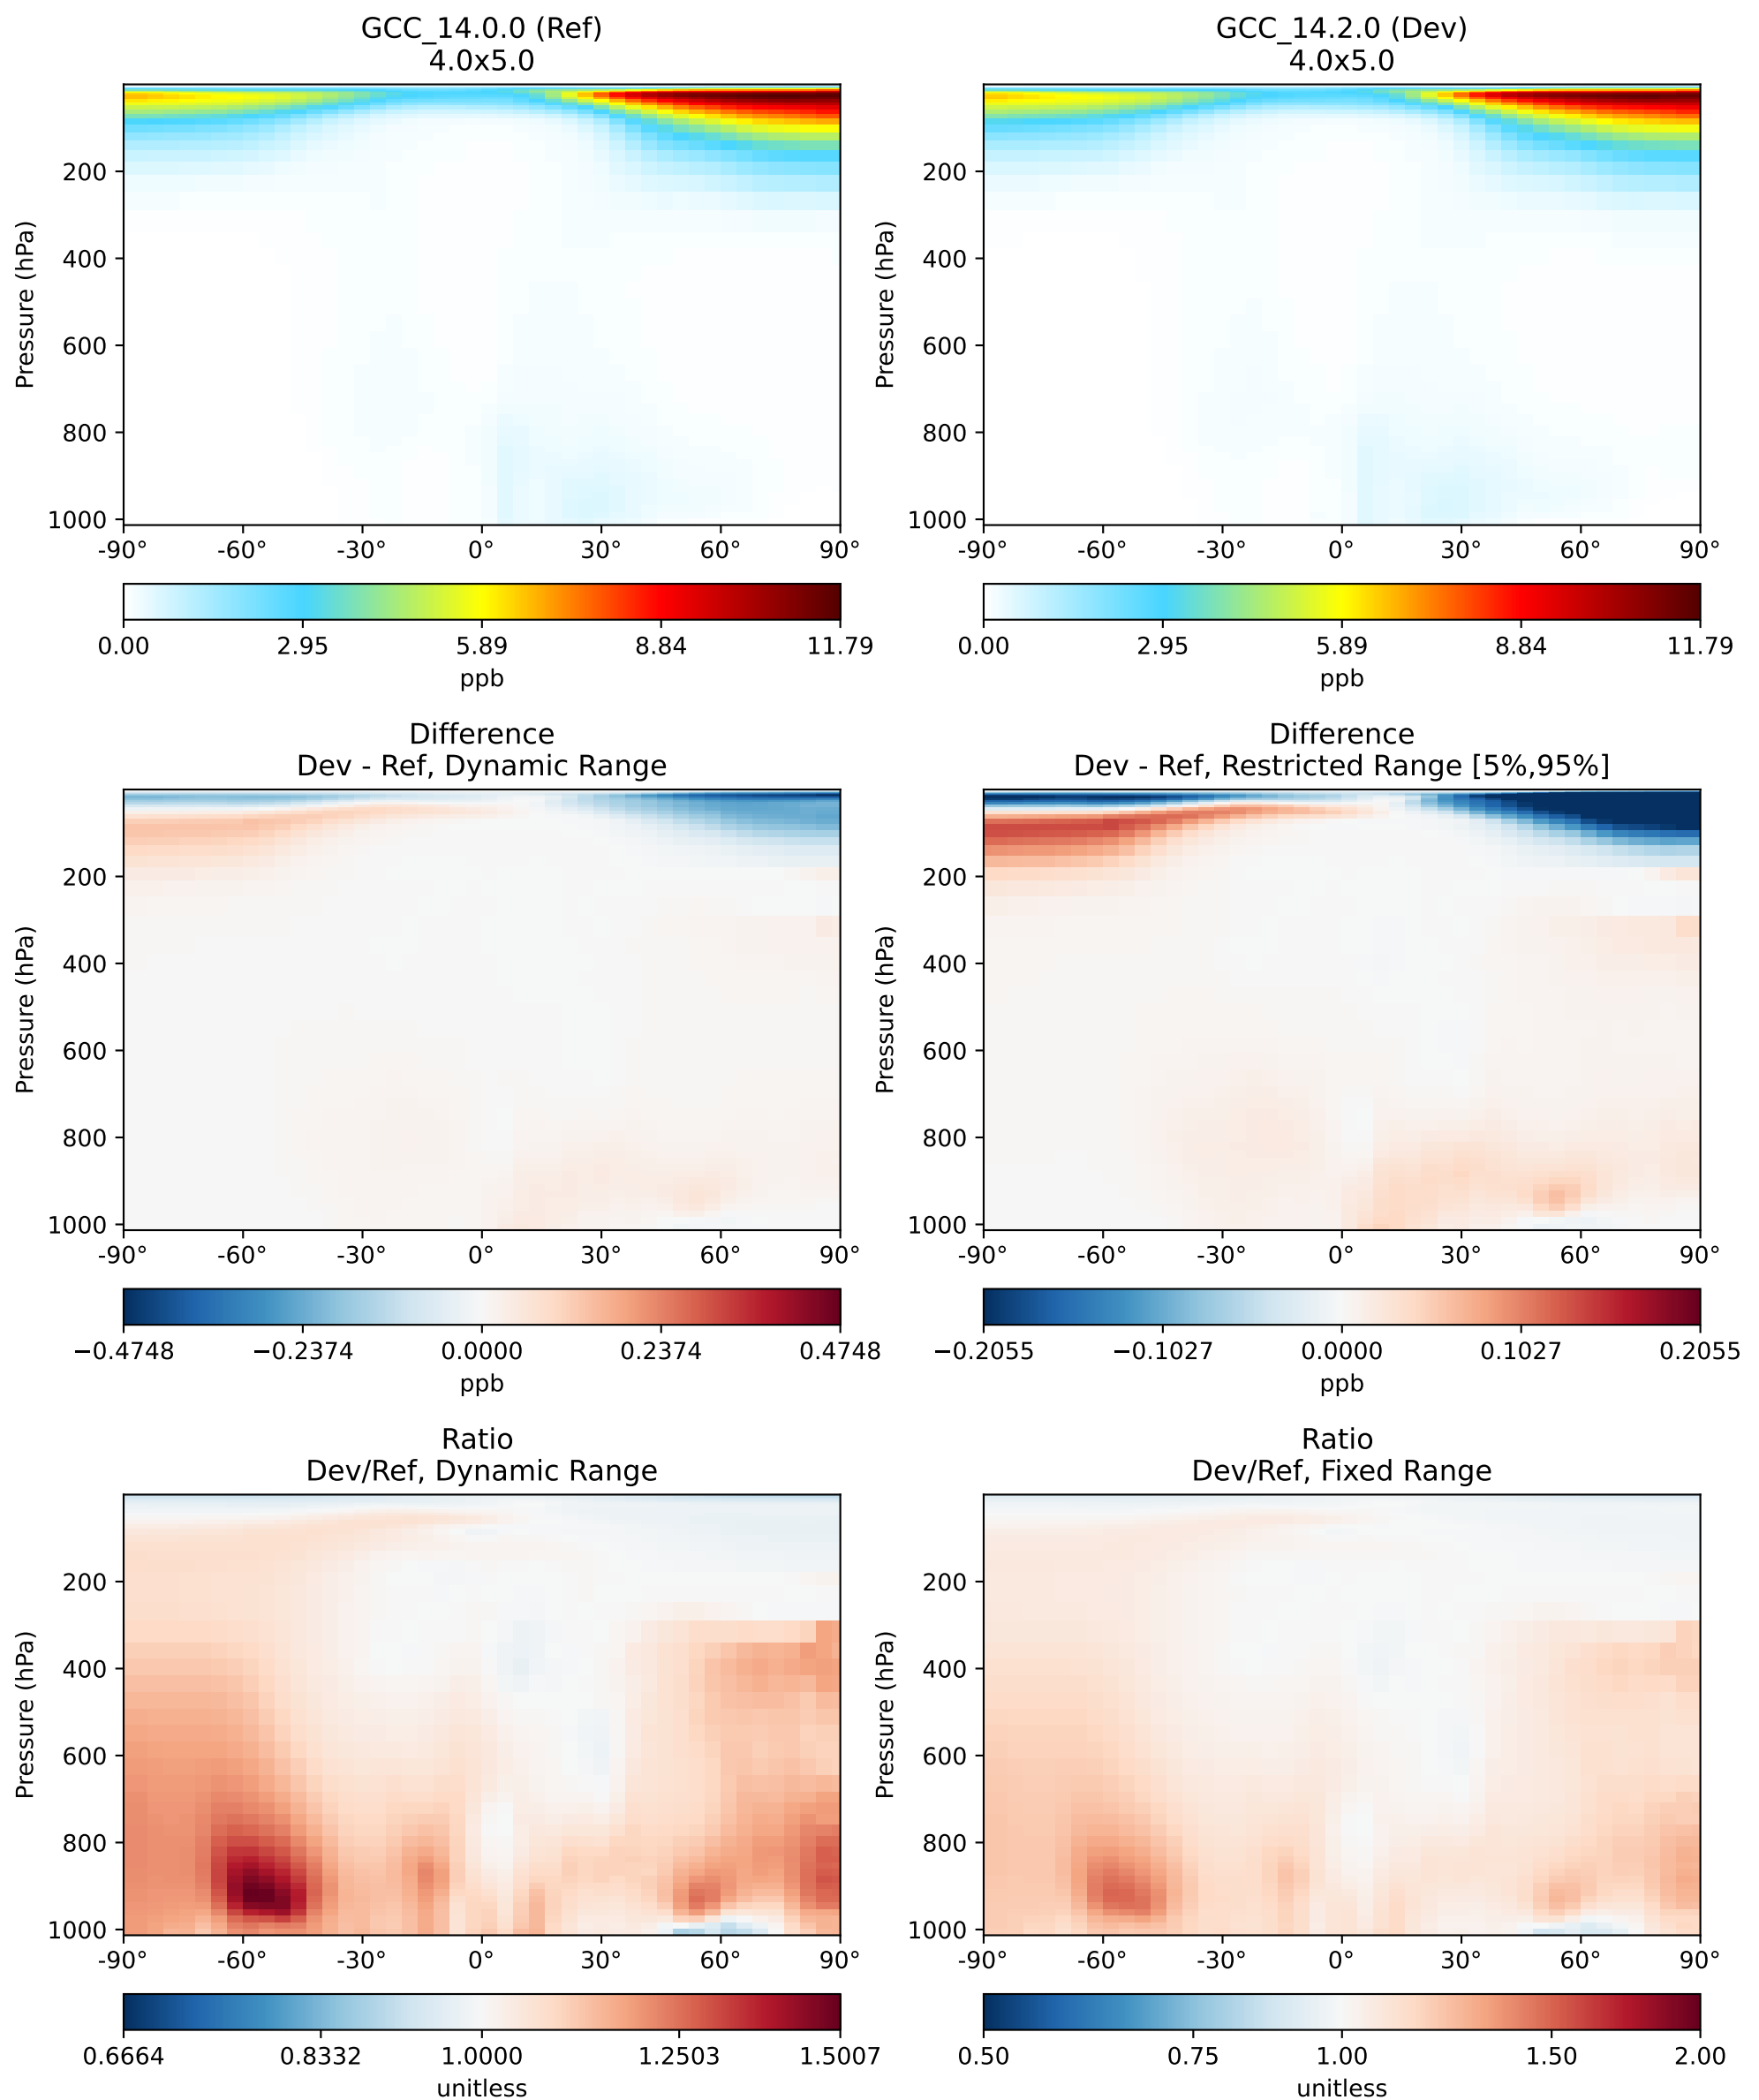 GCC_14.0.0 (Ref)
4.0x5.0
Pressure (hPa)
200
400
600
800
1000
-90° -60° -30° 0° 30° 60° 90°
0.00 2.95 5.89 8.84 11.79
ppb
GCC_14.2.0 (Dev)
4.0x5.0
Pressure (hPa)
200
400
600
800
1000
-90° -60° -30° 0° 30° 60° 90°
0.00 2.95 5.89 8.84 11.79
ppb
Difference
Dev - Ref, Dynamic Range
Pressure (hPa)
200
400
600
800
1000
-90° -60° -30° 0° 30° 60° 90°
−0.4748 −0.2374 0.0000 0.2374 0.4748
ppb
Difference
Dev - Ref, Restricted Range [5%,95%]
Pressure (hPa)
200
400
600
800
1000
-90° -60° -30° 0° 30° 60° 90°
−0.2055 −0.1027 0.0000 0.1027 0.2055
ppb
Ratio
Dev/Ref, Dynamic Range
Pressure (hPa)
200
400
600
800
1000
-90° -60° -30° 0° 30° 60° 90°
0.6664 0.8332 1.0000 1.2503 1.5007
unitless
Ratio
Dev/Ref, Fixed Range
Pressure (hPa)
200
400
600
800
1000
-90° -60° -30° 0° 30° 60° 90°
0.50 0.75 1.00 1.50 2.00
unitless